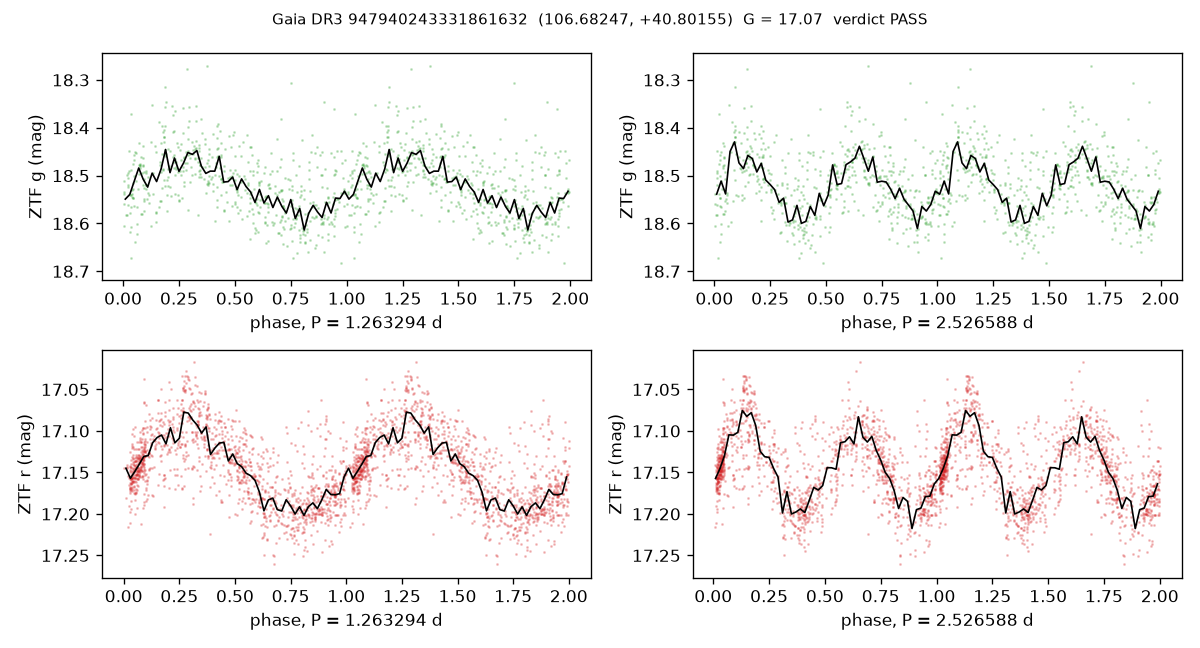 Gaia DR3 947940243331861632 (106.68247, +40.80155) G = 17.07 verdict PASS
ZTF g (mag)
18.3
18.4
18.5
18.6
18.7
0.00 0.25 0.50 0.75 1.00 1.25 1.50 1.75 2.00
phase, P = 1.263294 d
ZTF g (mag)
18.3
18.4
18.5
18.6
18.7
0.00 0.25 0.50 0.75 1.00 1.25 1.50 1.75 2.00
phase, P = 2.526588 d
ZTF r (mag)
17.05
17.10
17.15
17.20
17.25
0.00 0.25 0.50 0.75 1.00 1.25 1.50 1.75 2.00
phase, P = 1.263294 d
ZTF r (mag)
17.05
17.10
17.15
17.20
17.25
0.00 0.25 0.50 0.75 1.00 1.25 1.50 1.75 2.00
phase, P = 2.526588 d